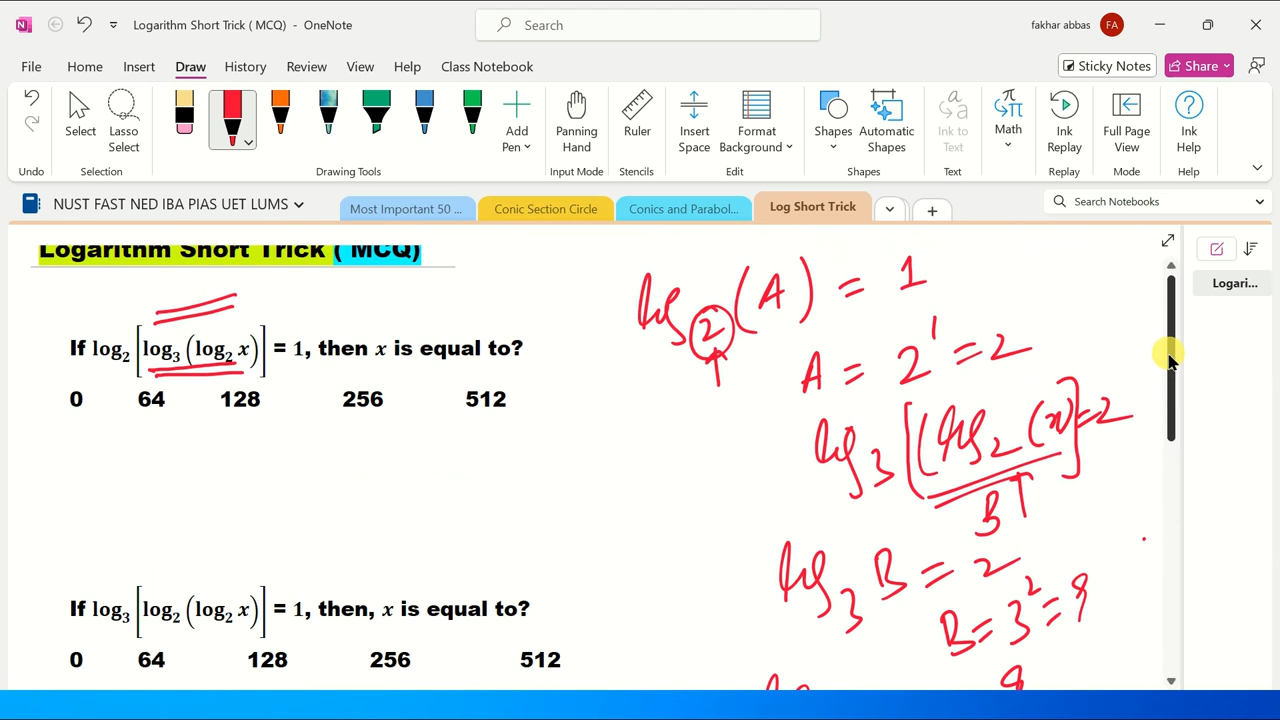 Logarithm Short Trick ( MCQ) - OneNote
Search
fakhar abbas
FA
File
Home
Insert
Draw
History
Review
View
Help
Class Notebook
Sticky Notes
Share
Undo
Select
Lasso Select
Selection
Drawing Tools
Add Pen
Panning Hand
Input Mode
Ruler
Stencils
Insert Space
Format Background
Edit
Shapes
Automatic Shapes
Shapes
Ink to Text
Text
Math
Ink Replay
Replay
Full Page View
Mode
Ink Help
Help
NUST FAST NED IBA PIAS UET LUMS
Most Important 50 ...
Conic Section Circle
Conics and Parabol...
Log Short Trick
Search Notebooks
Logari...
Logarithm Short Trick ( MCQ)
If log₂ [log₃ (log₂ x)] = 1, then x is equal to?
0 64 128 256 512
If log₃ [log₂ (log₂ x)] = 1, then, x is equal to?
0 64 128 256 512
log₂ (A) = 1
A = 2¹ = 2
log₃ [(log₂ (x)] = 2
B
log₃ B = 2
B = 3² = 9
9